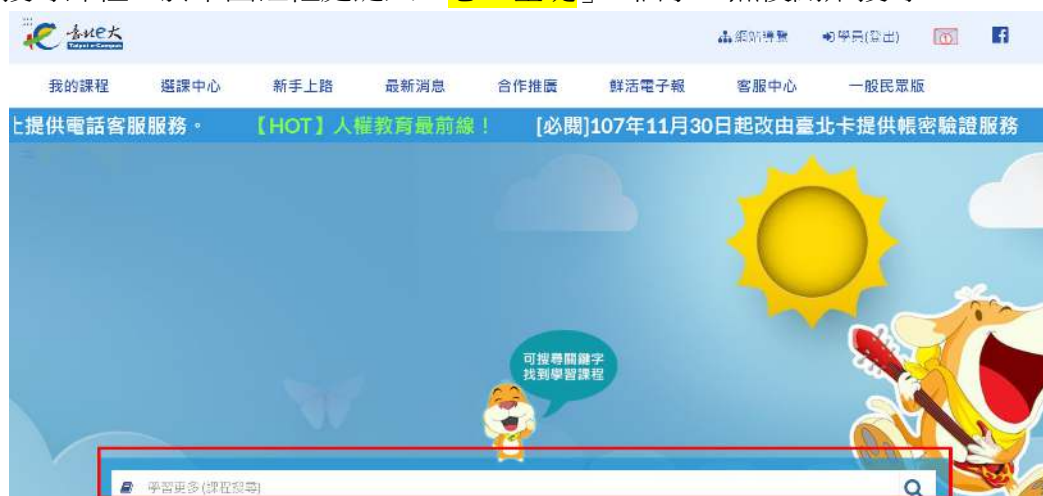 臺北e大
Taipei e-Campus
網站導覽 學員(登出)
我的課程 選課中心 新手上路 最新消息 合作推廣 鮮活電子報 客服中心 一般民眾版
上提供電話客服服務。 【HOT】人權教育最前線! [必閱]107年11月30日起改由臺北卡提供帳密驗證服務
可搜尋關鍵字
找到學習課程
學習更多(課程搜尋)